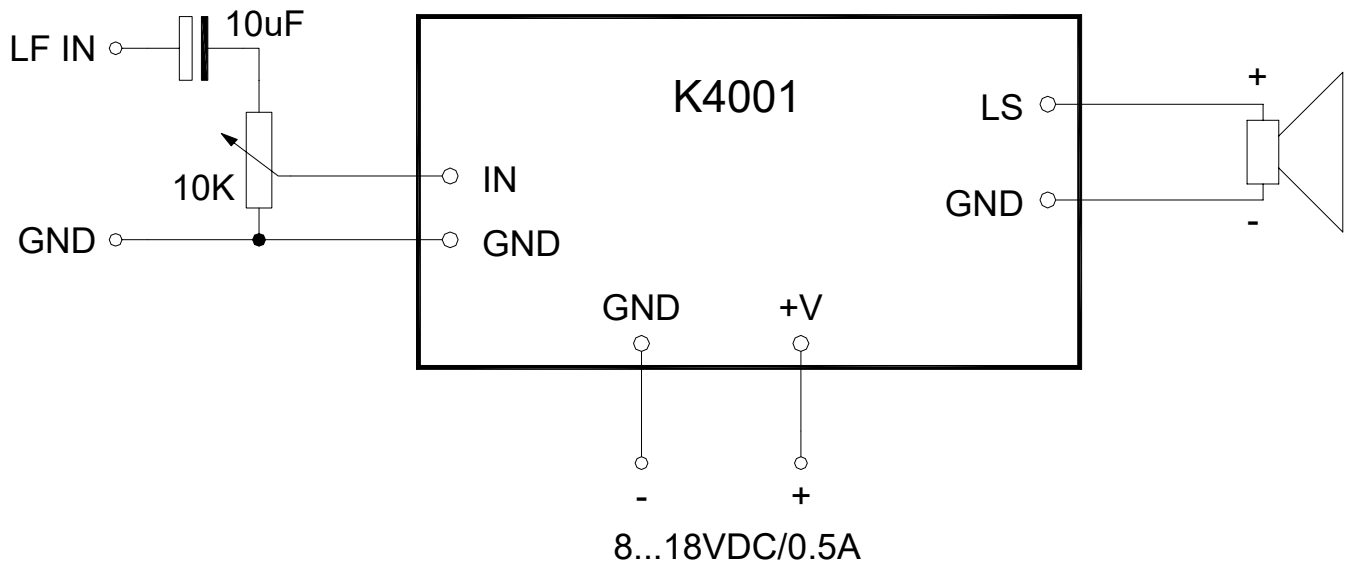 10uF
LF IN
K4001
+
LS
10K
IN
GND
-
GND
GND
GND
+V
-
+
8...18VDC/0.5A